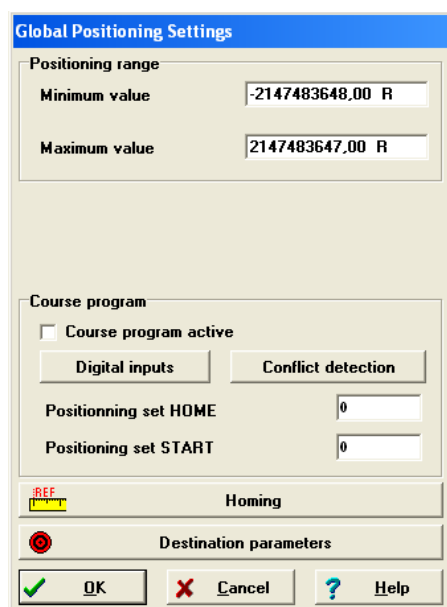 Global Positioning Settings
Positioning range
Minimum value -2147483648,00 R
Maximum value 2147483647,00 R
Course program
Course program active
Digital inputs Conflict detection
Positionning set HOME 0
Positioning set START 0
REF Homing
Destination parameters
OK Cancel Help